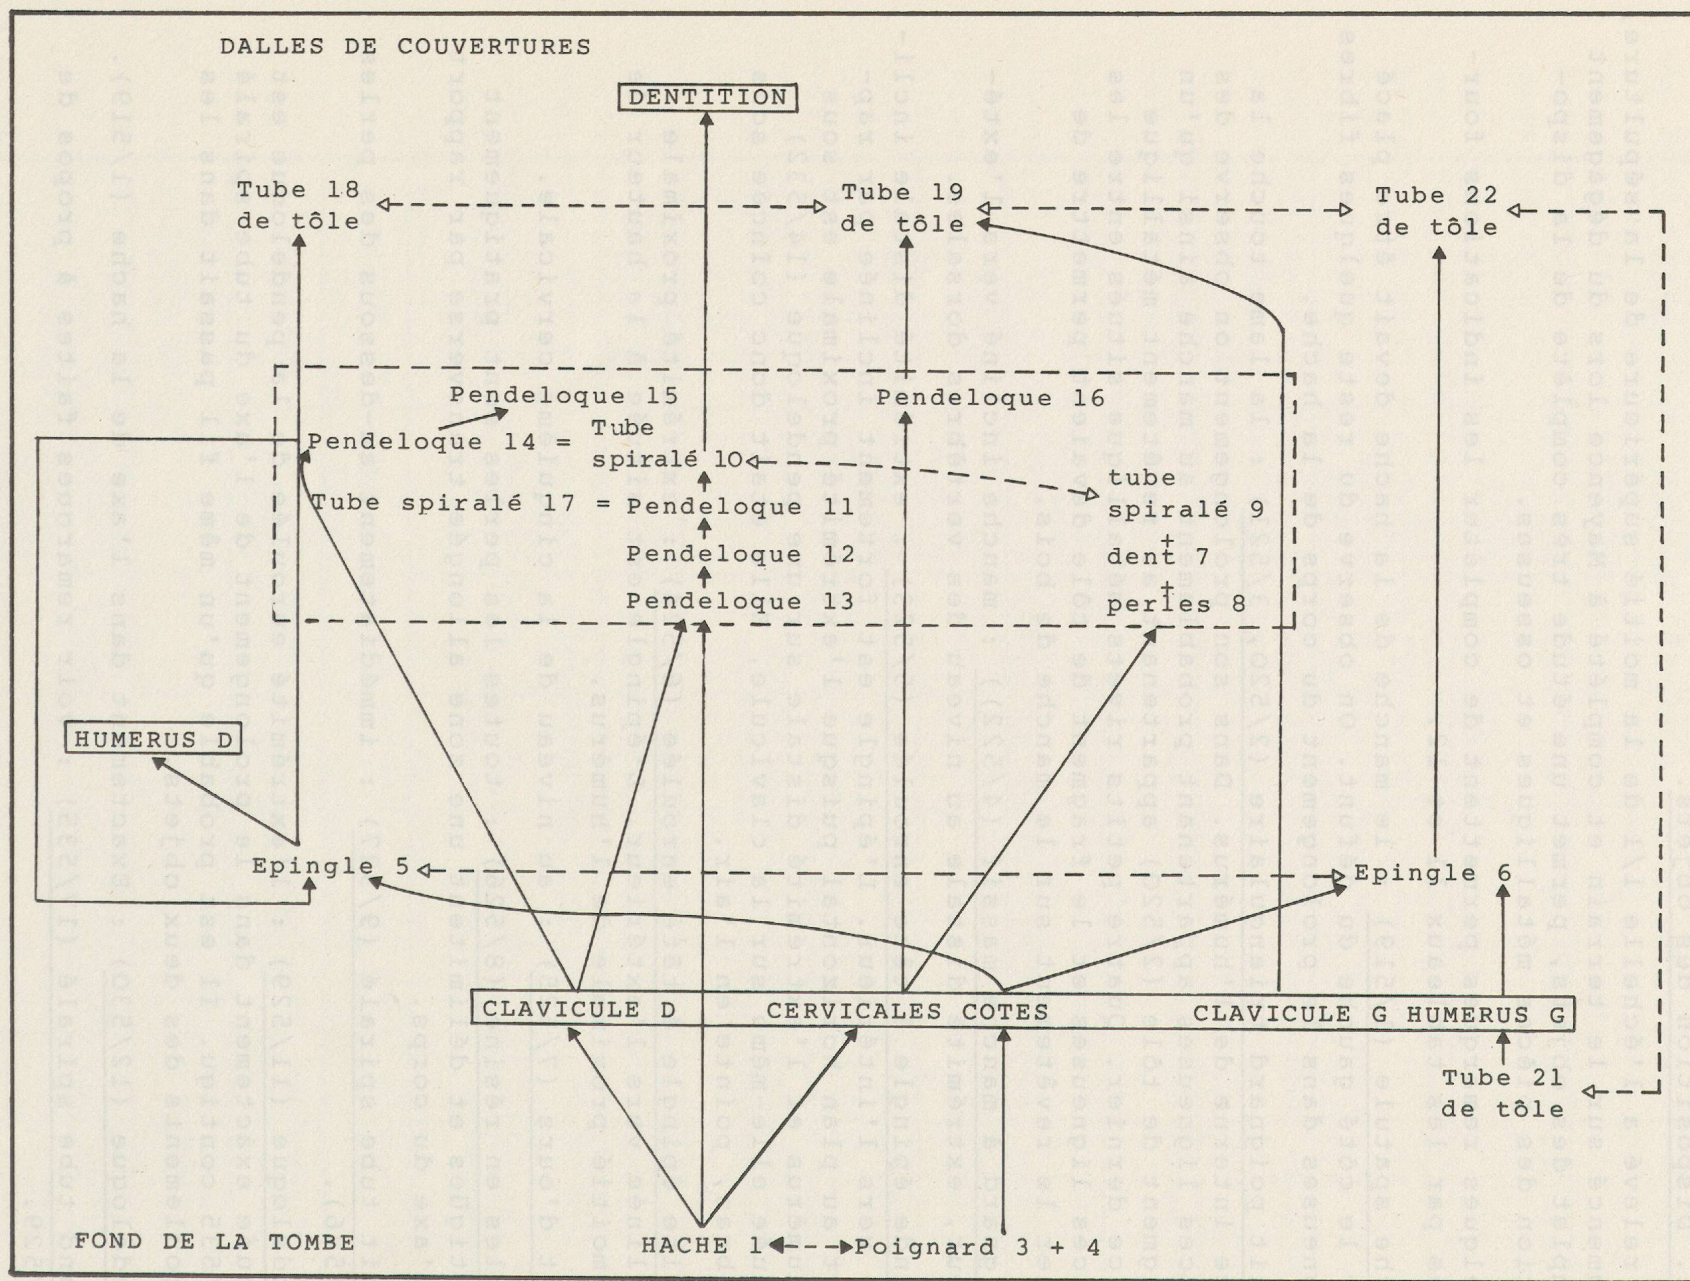 DALLES DE COUVERTURES
DENTITION
Tube 18
de tôle
Tube 19
de tôle
Tube 22
de tôle
Pendeloque 15
Pendeloque 16
Pendeloque 14 = Tube
spiralé 10
tube
spiralé 9
+
dent 7
+
perles 8
Tube spiralé 17 = Pendeloque 11
Pendeloque 12
Pendeloque 13
HUMERUS D
Epingle 5
Epingle 6
CLAVICULE D
CERVICALES COTES
CLAVICULE G HUMERUS G
Tube 21
de tôle
FOND DE LA TOMBE
HACHE 1
Poignard 3 + 4